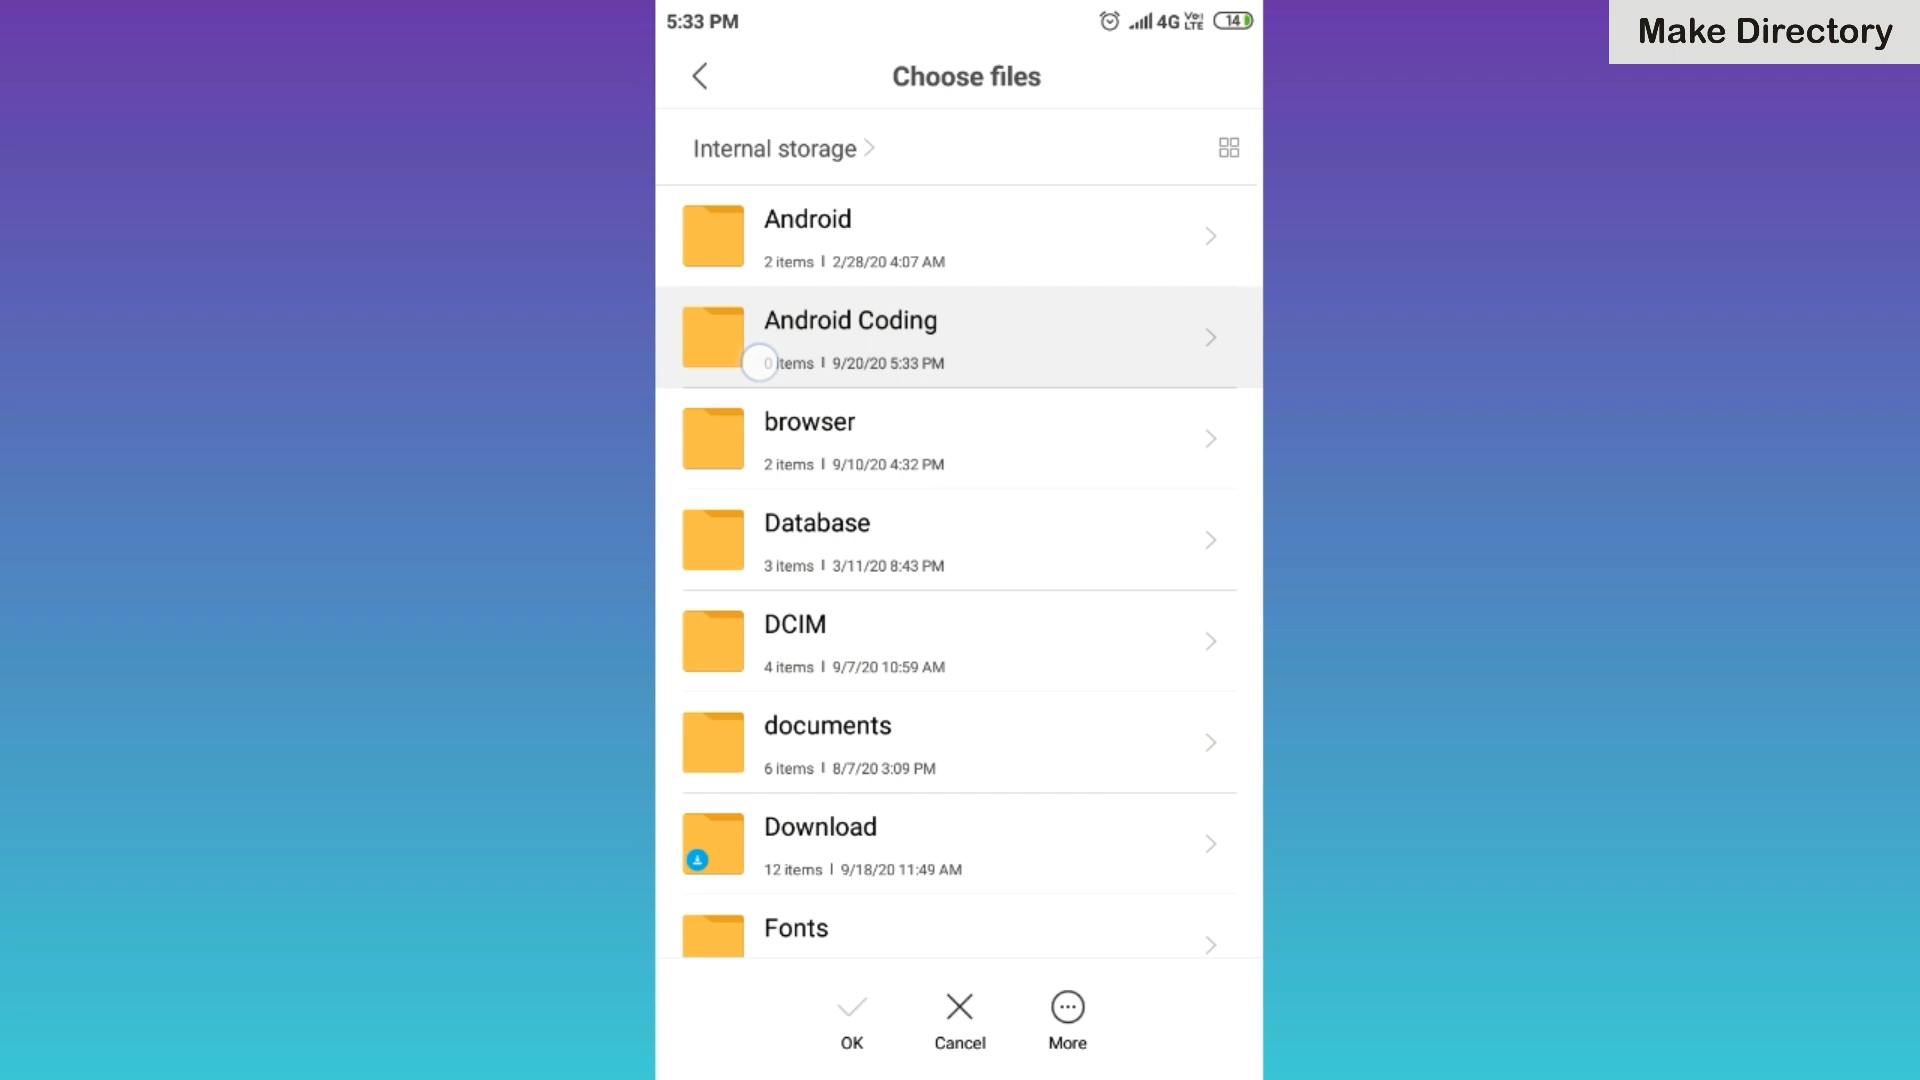 5:33 PM
4G Vo) LTE 14
Make Directory
Choose files
Internal storage
Android
2 items | 2/28/20 4:07 AM
Android Coding
0 items | 9/20/20 5:33 PM
browser
2 items | 9/10/20 4:32 PM
Database
3 items | 3/11/20 8:43 PM
DCIM
4 items | 9/7/20 10:59 AM
documents
6 items | 8/7/20 3:09 PM
Download
12 items | 9/18/20 11:49 AM
Fonts
OK
Cancel
More